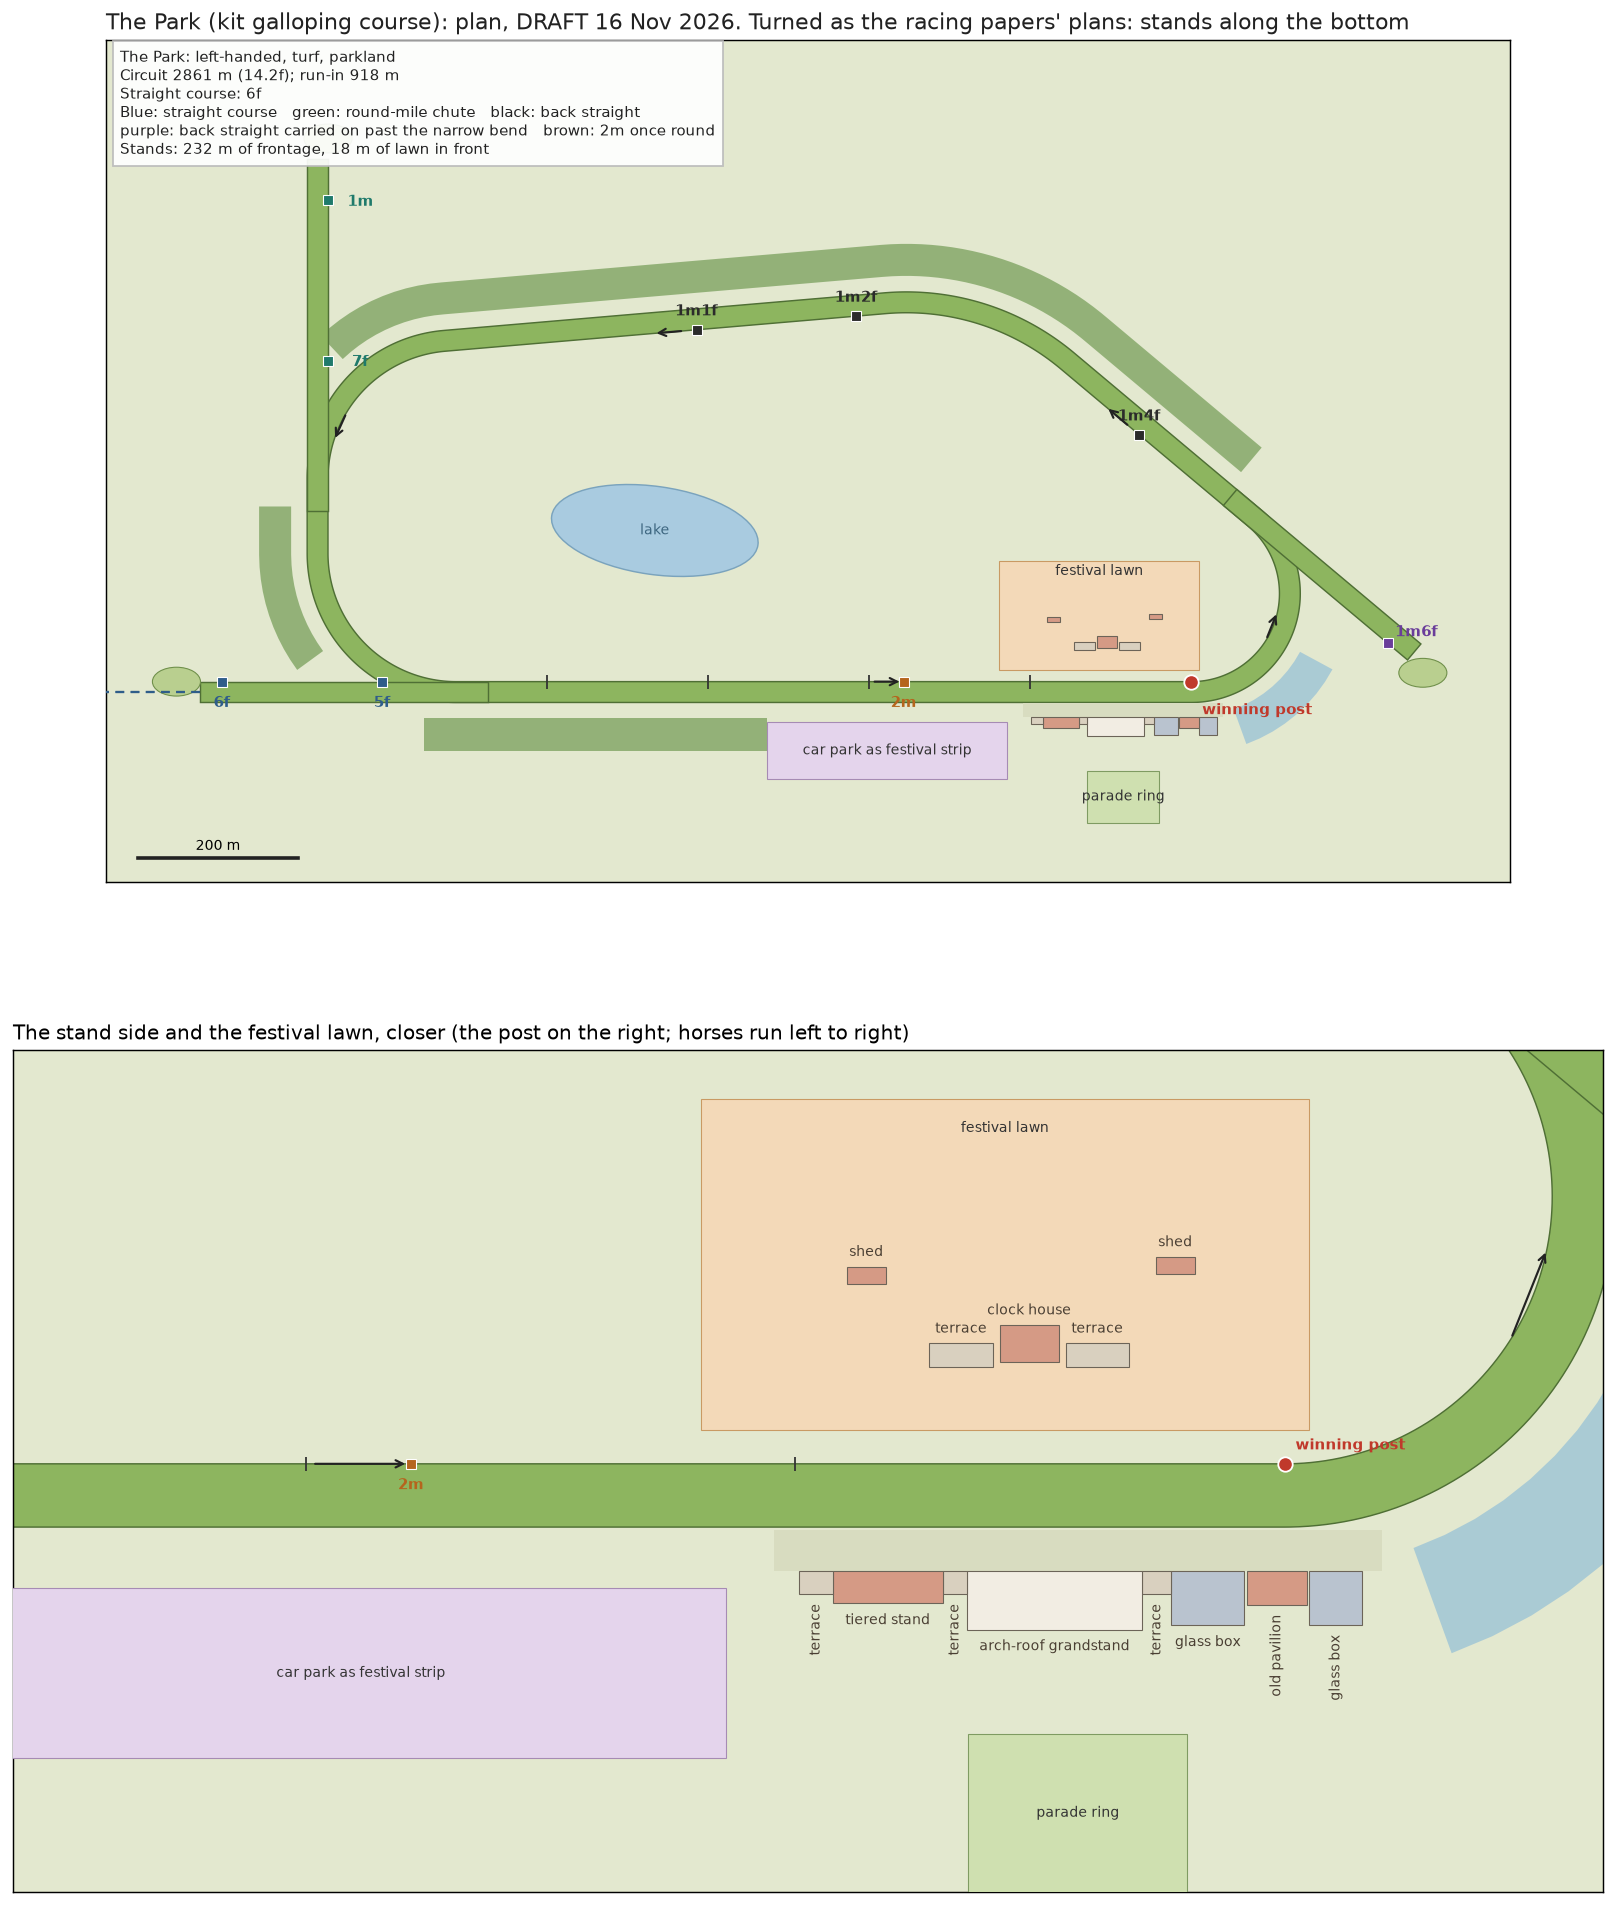 The Park (kit galloping course): plan, DRAFT 16 Nov 2026. Turned as the racing papers' plans: stands along the bottom
The Park: left-handed, turf, parkland
Circuit 2861 m (14.2f); run-in 918 m
Straight course: 6f
Blue: straight course   green: round-mile chute   black: back straight
purple: back straight carried on past the narrow bend   brown: 2m once round
Stands: 232 m of frontage, 18 m of lawn in front
1m
1m1f
1m2f
7f
1m4f
lake
festival lawn
1m6f
6f
5f
2m
winning post
car park as festival strip
parade ring
200 m
The stand side and the festival lawn, closer (the post on the right; horses run left to right)
festival lawn
shed
shed
clock house
terrace
terrace
winning post
2m
terrace
tiered stand
terrace
arch-roof grandstand
terrace
glass box
old pavilion
glass box
car park as festival strip
parade ring